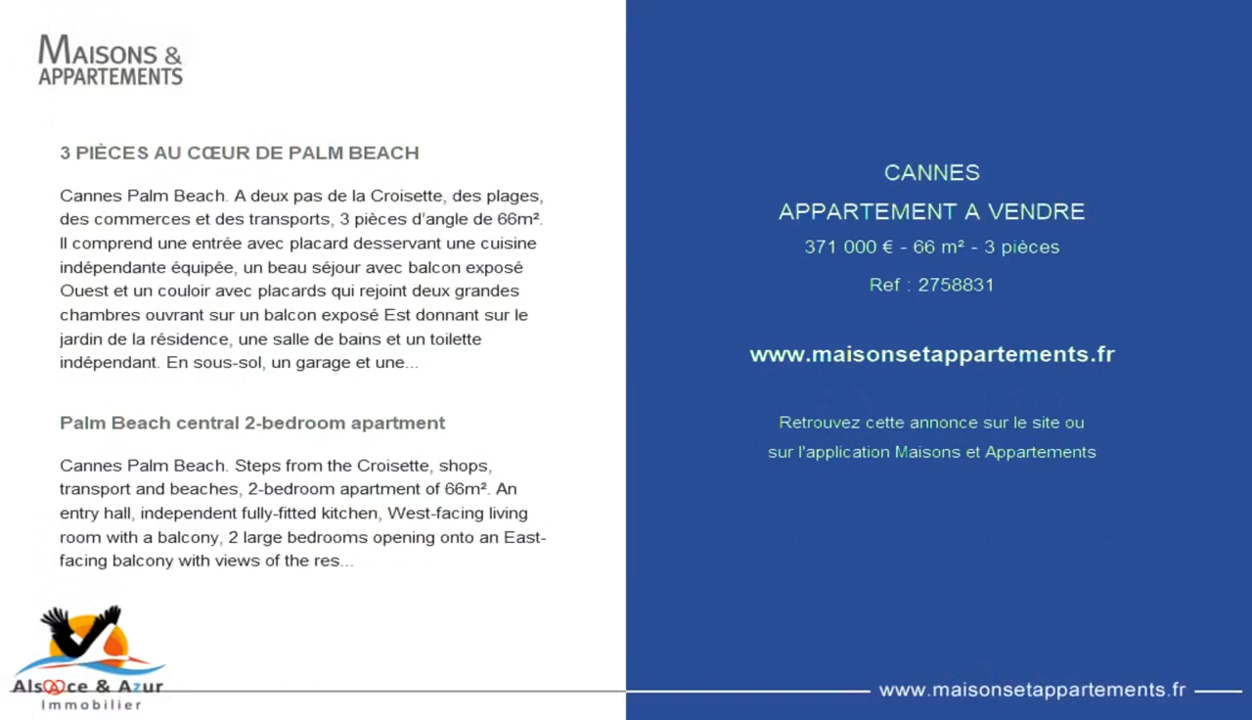 MAISONS &
APPARTEMENTS
3 PIÈCES AU CŒUR DE PALM BEACH
Cannes Palm Beach. A deux pas de la Croisette, des plages,
des commerces et des transports, 3 pièces d'angle de 66m².
Il comprend une entrée avec placard desservant une cuisine
indépendante équipée, un beau séjour avec balcon exposé
Ouest et un couloir avec placards qui rejoint deux grandes
chambres ouvrant sur un balcon exposé Est donnant sur le
jardin de la résidence, une salle de bains et un toilette
indépendant. En sous-sol, un garage et une...
Palm Beach central 2-bedroom apartment
Cannes Palm Beach. Steps from the Croisette, shops,
transport and beaches, 2-bedroom apartment of 66m². An
entry hall, independent fully-fitted kitchen, West-facing living
room with a balcony, 2 large bedrooms opening onto an East-
facing balcony with views of the res...
Alsace & Azur
Immobilier
CANNES
APPARTEMENT A VENDRE
371 000 € - 66 m² - 3 pièces
Ref : 2758831
www.maisonsetappartements.fr
Retrouvez cette annonce sur le site ou
sur l'application Maisons et Appartements
www.maisonsetappartements.fr